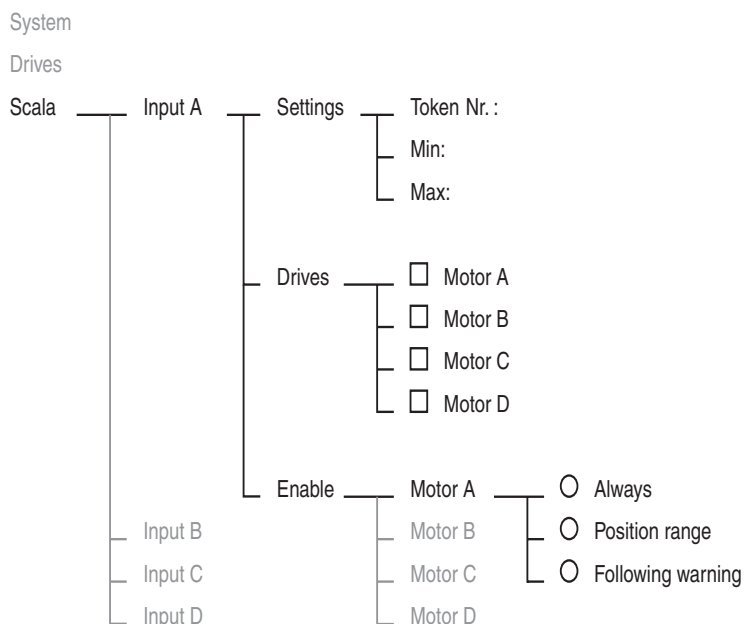 System
Drives
Scala Input A Settings Token Nr. :
Min:
Max:
Drives Motor A
Motor B
Motor C
Motor D
Enable Motor A Always
Input B Motor B Position range
Input C Motor C Following warning
Input D Motor D